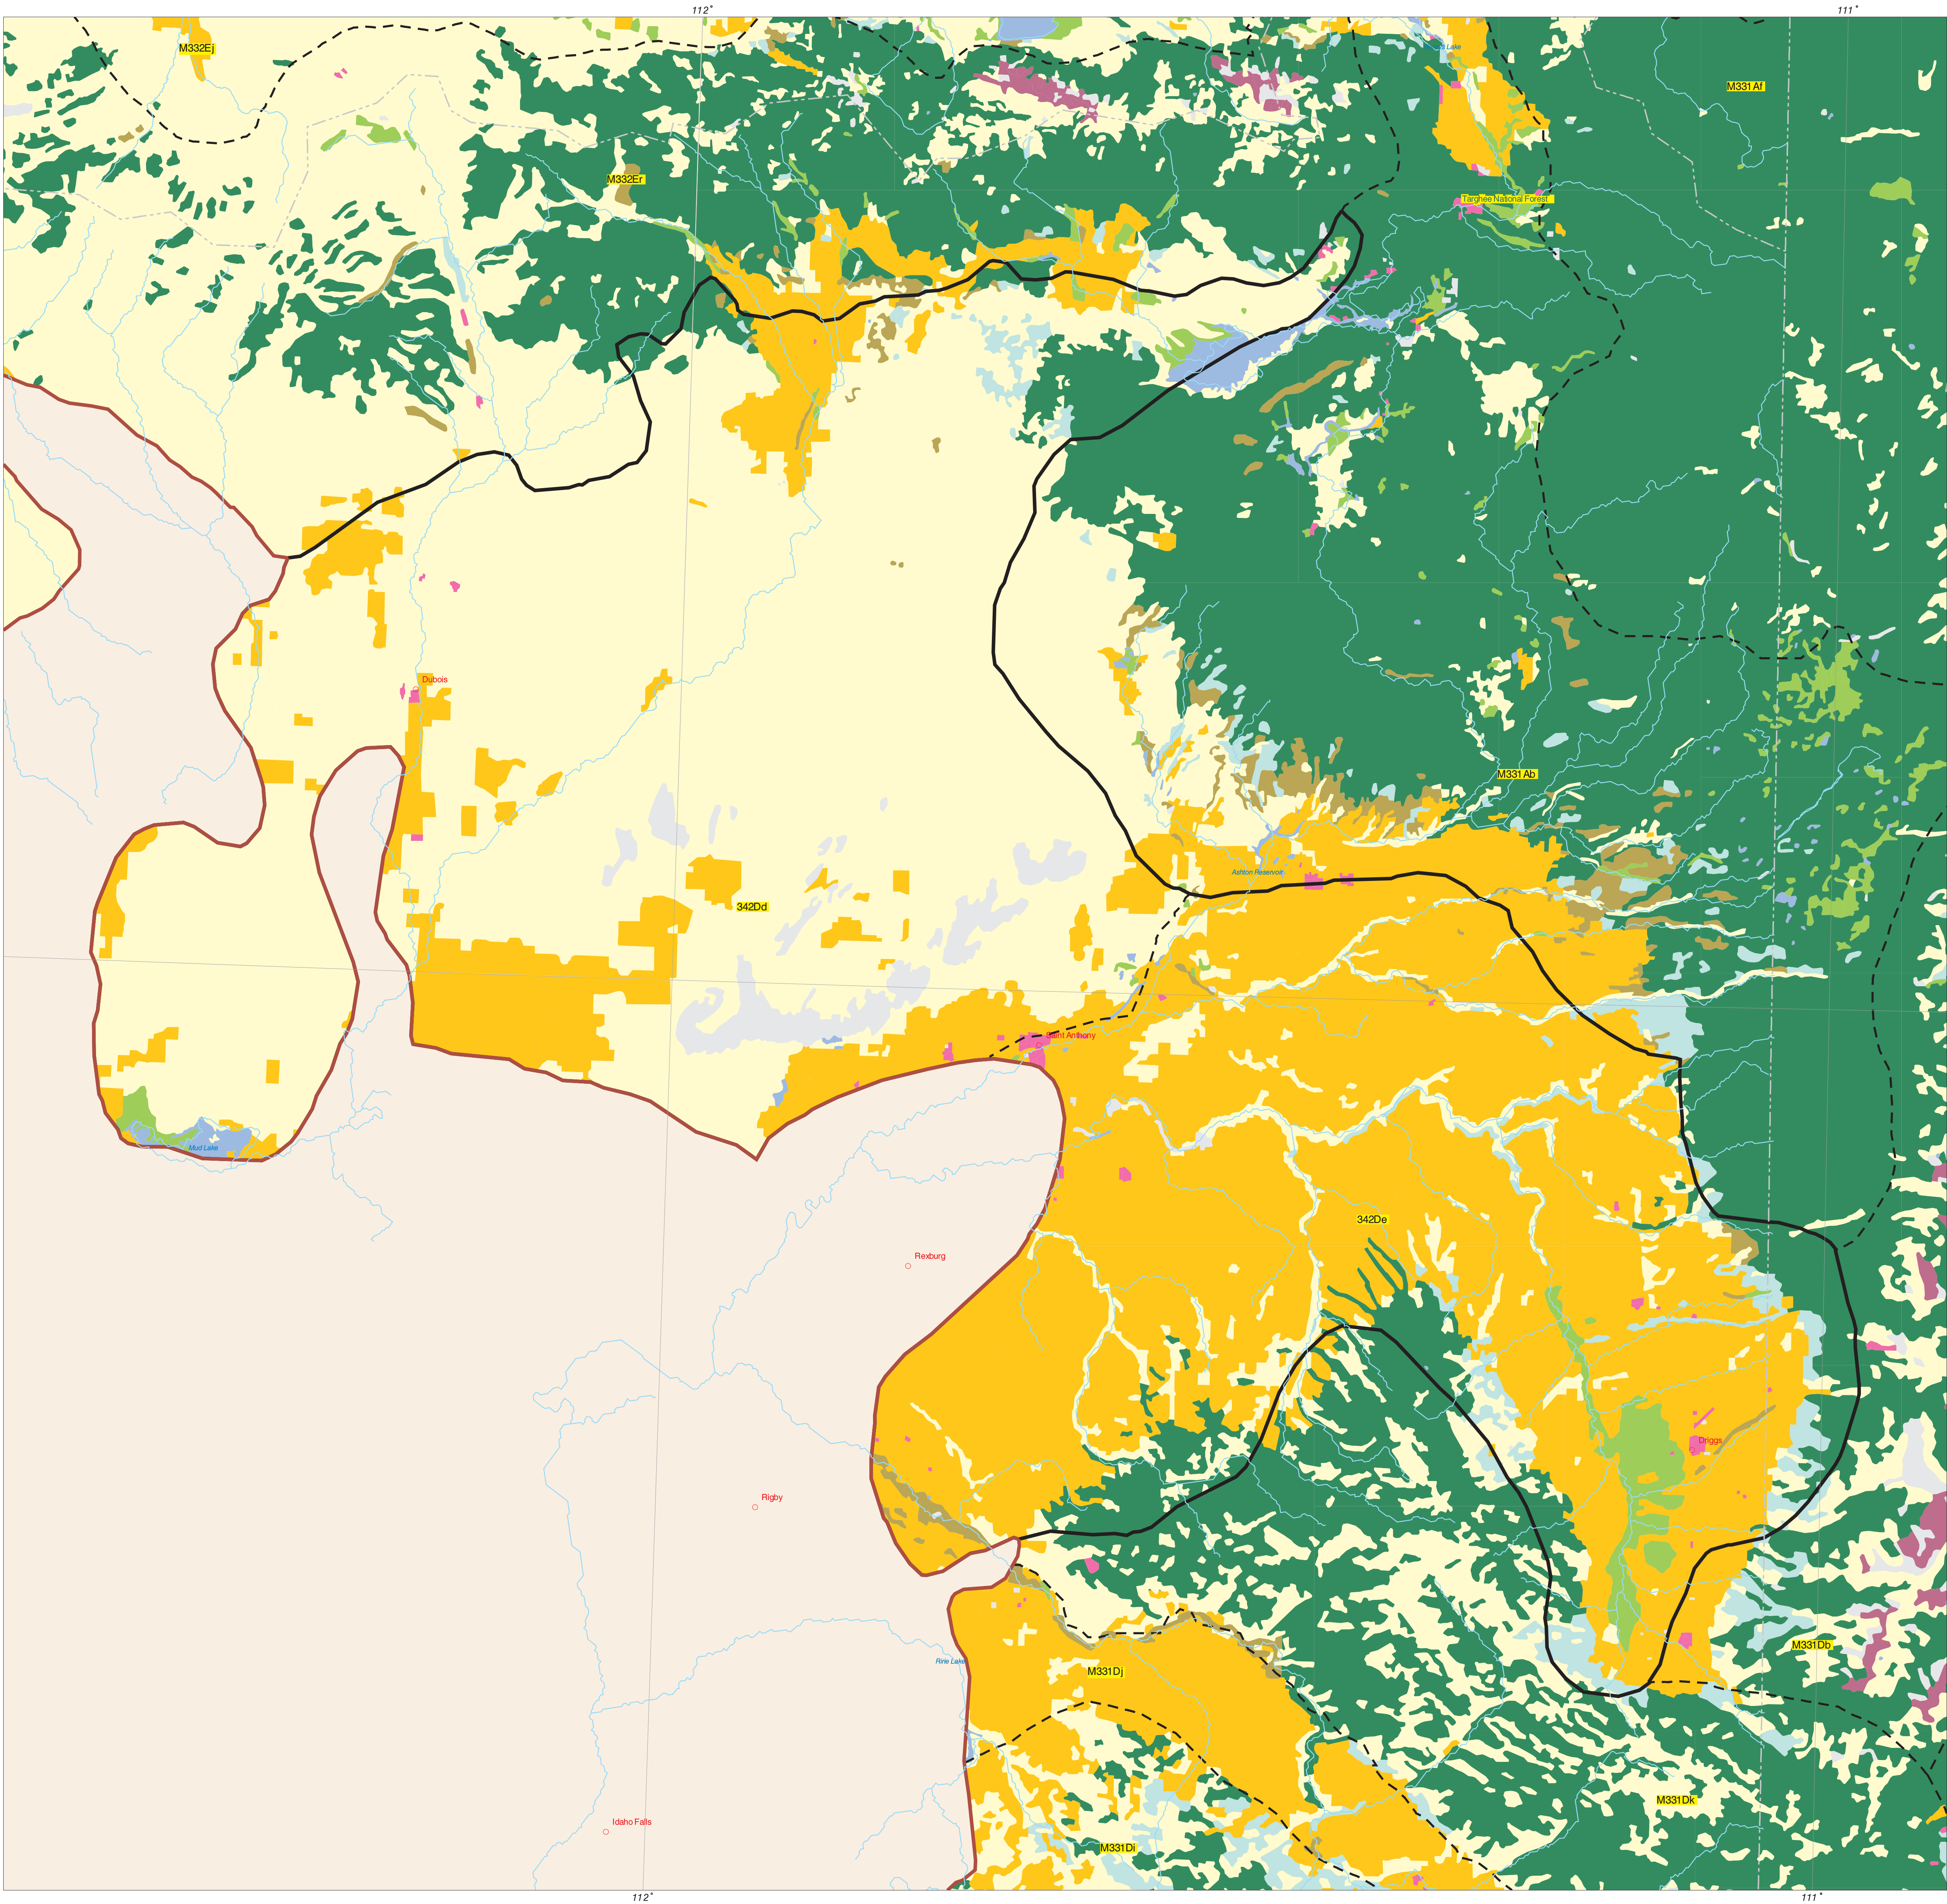 112°
111°
M332Ej
Lake
M331Af
M332Er
Targhee National Forest
Dubois
M331Ab
Ashton Reservoir
342Dd
Saint Anthony
Mud Lake
342De
Rexburg
Driggs
Rigby
M331Db
Ririe Lake
M331Dj
M331Dk
Idaho Falls
M331Di
112°
111°